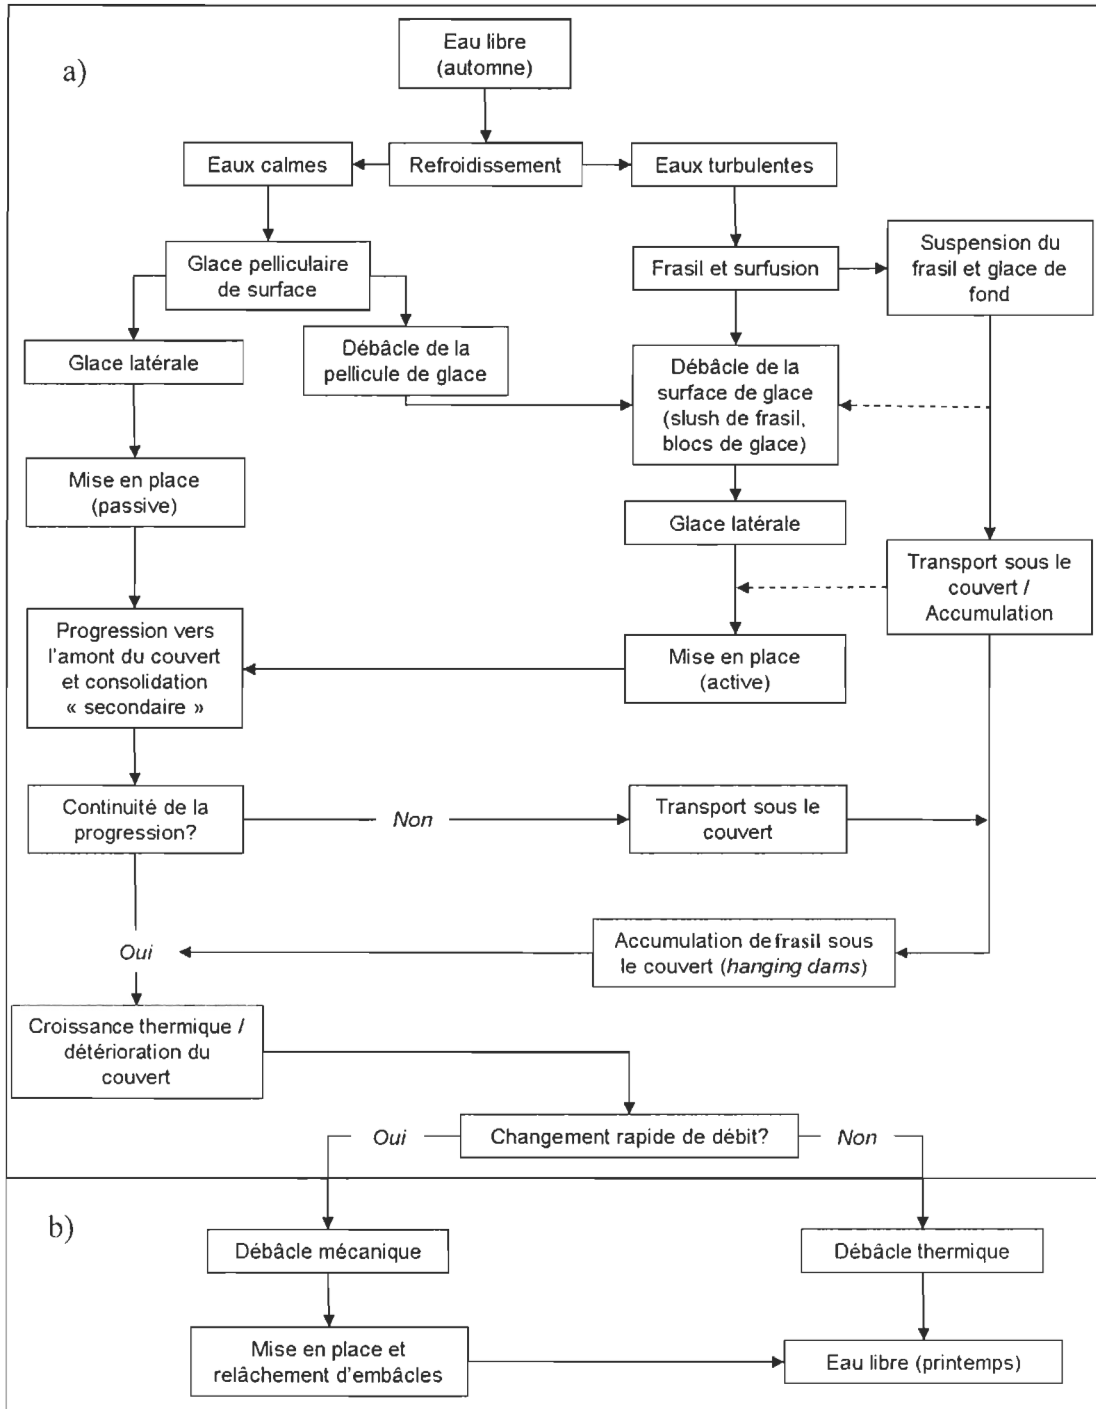 a)
Eau libre
(automne)
Eaux calmes
Refroidissement
Eaux turbulentes
Glace pelliculaire
de surface
Frasil et surfusion
Suspension du
frasil et glace de
fond
Glace latérale
Débâcle de la
pellicule de glace
Débâcle de la
surface de glace
(slush de frasil,
blocs de glace)
Mise en place
(passive)
Glace latérale
Transport sous le
couvert /
Accumulation
Progression vers
l'amont du couvert
et consolidation
« secondaire »
Mise en place
(active)
Continuité de la
progression?
Non
Transport sous le
couvert
Oui
Accumulation de frasil sous
le couvert (hanging dams)
Croissance thermique /
détérioration du
couvert
Oui
Changement rapide de débit?
Non
b)
Débâcle mécanique
Débâcle thermique
Mise en place et
relâchement d'embâcles
Eau libre (printemps)